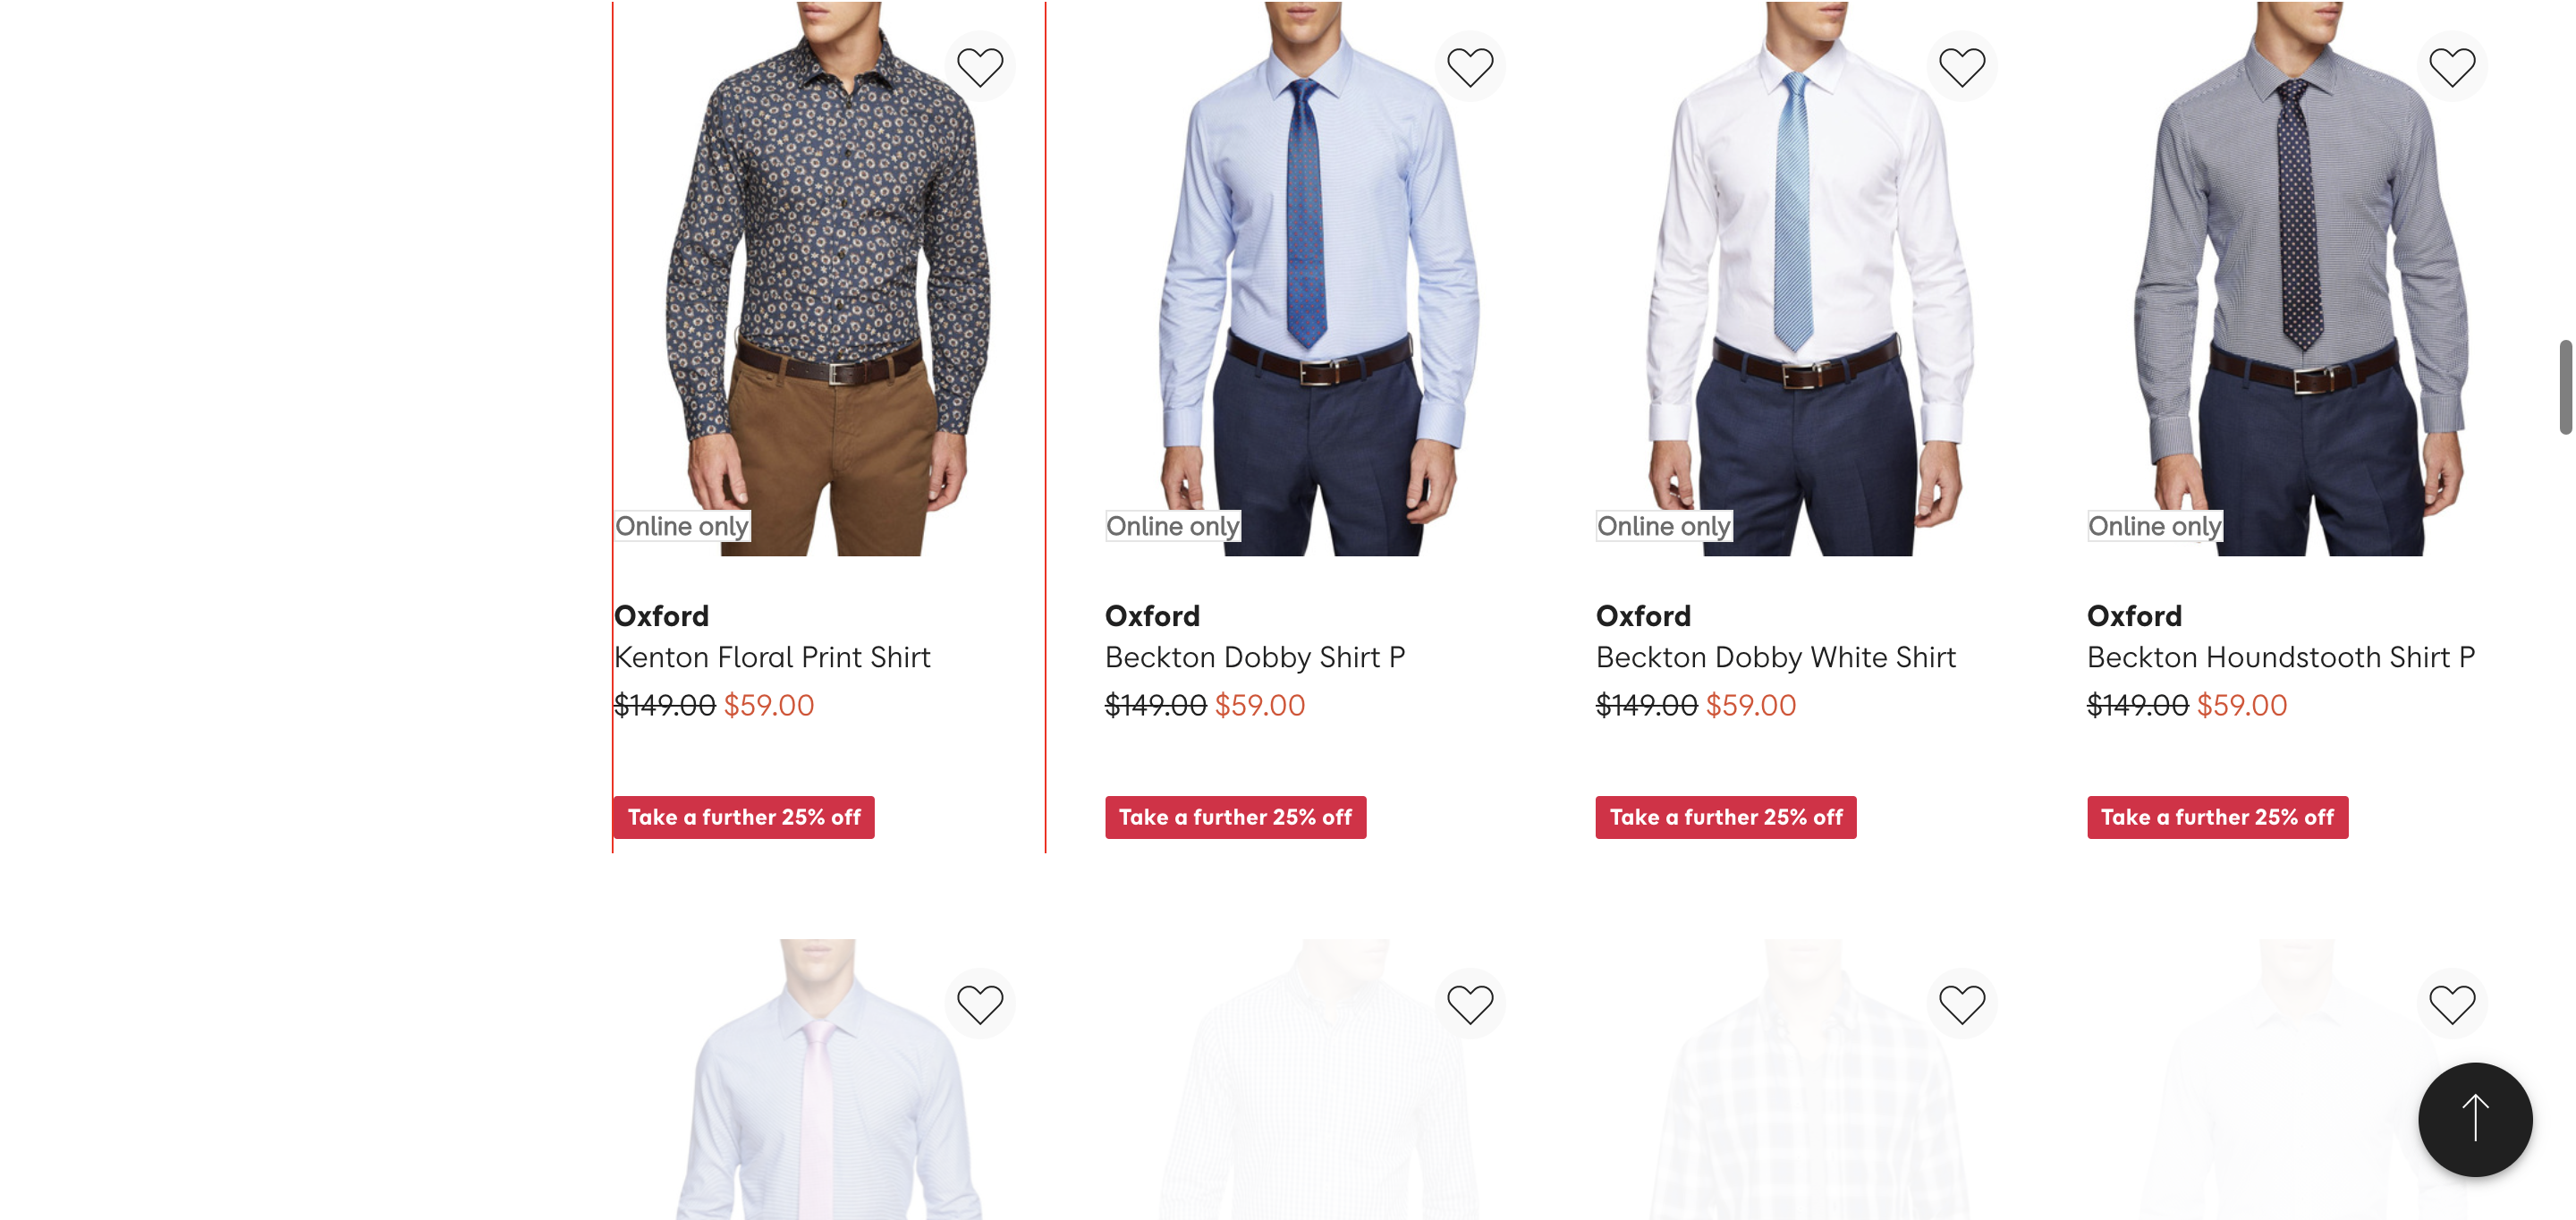 Online only
Oxford
Kenton Floral Print Shirt
$149.00 $59.00
Take a further 25% off
Online only
Oxford
Beckton Dobby Shirt P
$149.00 $59.00
Take a further 25% off
Online only
Oxford
Beckton Dobby White Shirt
$149.00 $59.00
Take a further 25% off
Online only
Oxford
Beckton Houndstooth Shirt P
$149.00 $59.00
Take a further 25% off